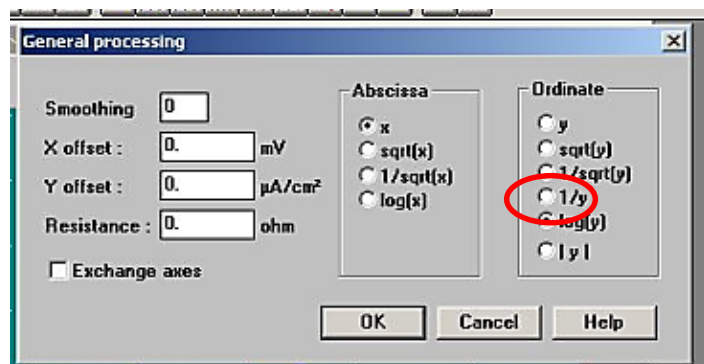 General processing
Smoothing 0
X offset : 0. mV
Y offset : 0. µA/cm²
Resistance : 0. ohm
Exchange axes
Abscissa
x
sqrt(x)
1/sqrt(x)
log(x)
Ordinate
y
sqrt(y)
1/sqrt(y)
1/y
log(y)
| y |
OK Cancel Help